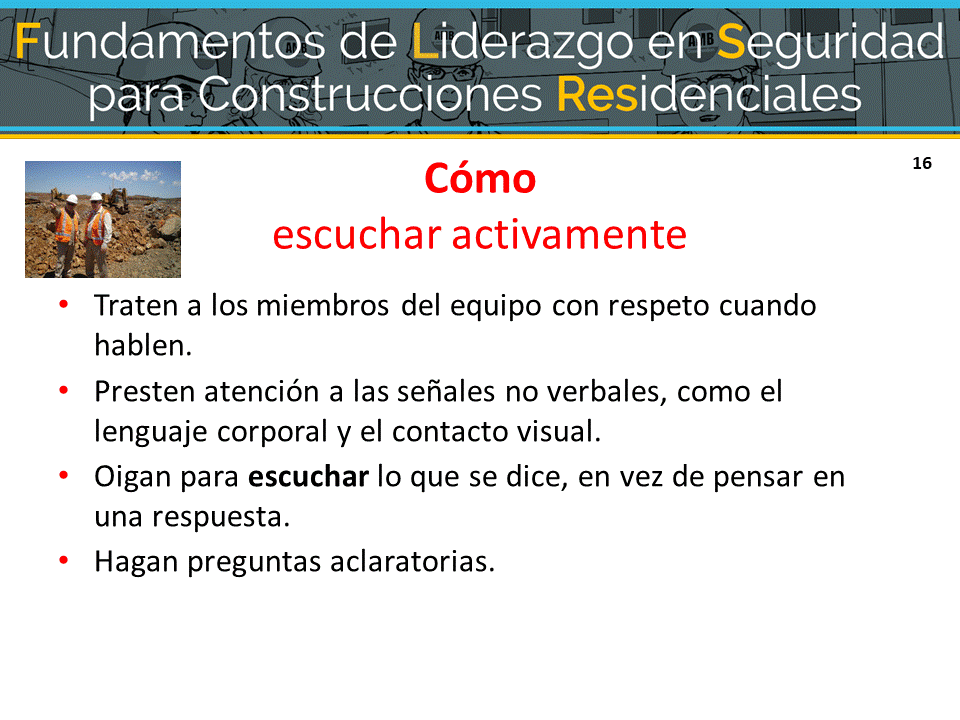 Fundamentos de Liderazgo en Seguridad
para Construcciones Residenciales
16
Cómo
escuchar activamente
• Traten a los miembros del equipo con respeto cuando
hablen.
• Presten atención a las señales no verbales, como el
lenguaje corporal y el contacto visual.
• Oigan para escuchar lo que se dice, en vez de pensar en
una respuesta.
• Hagan preguntas aclaratorias.